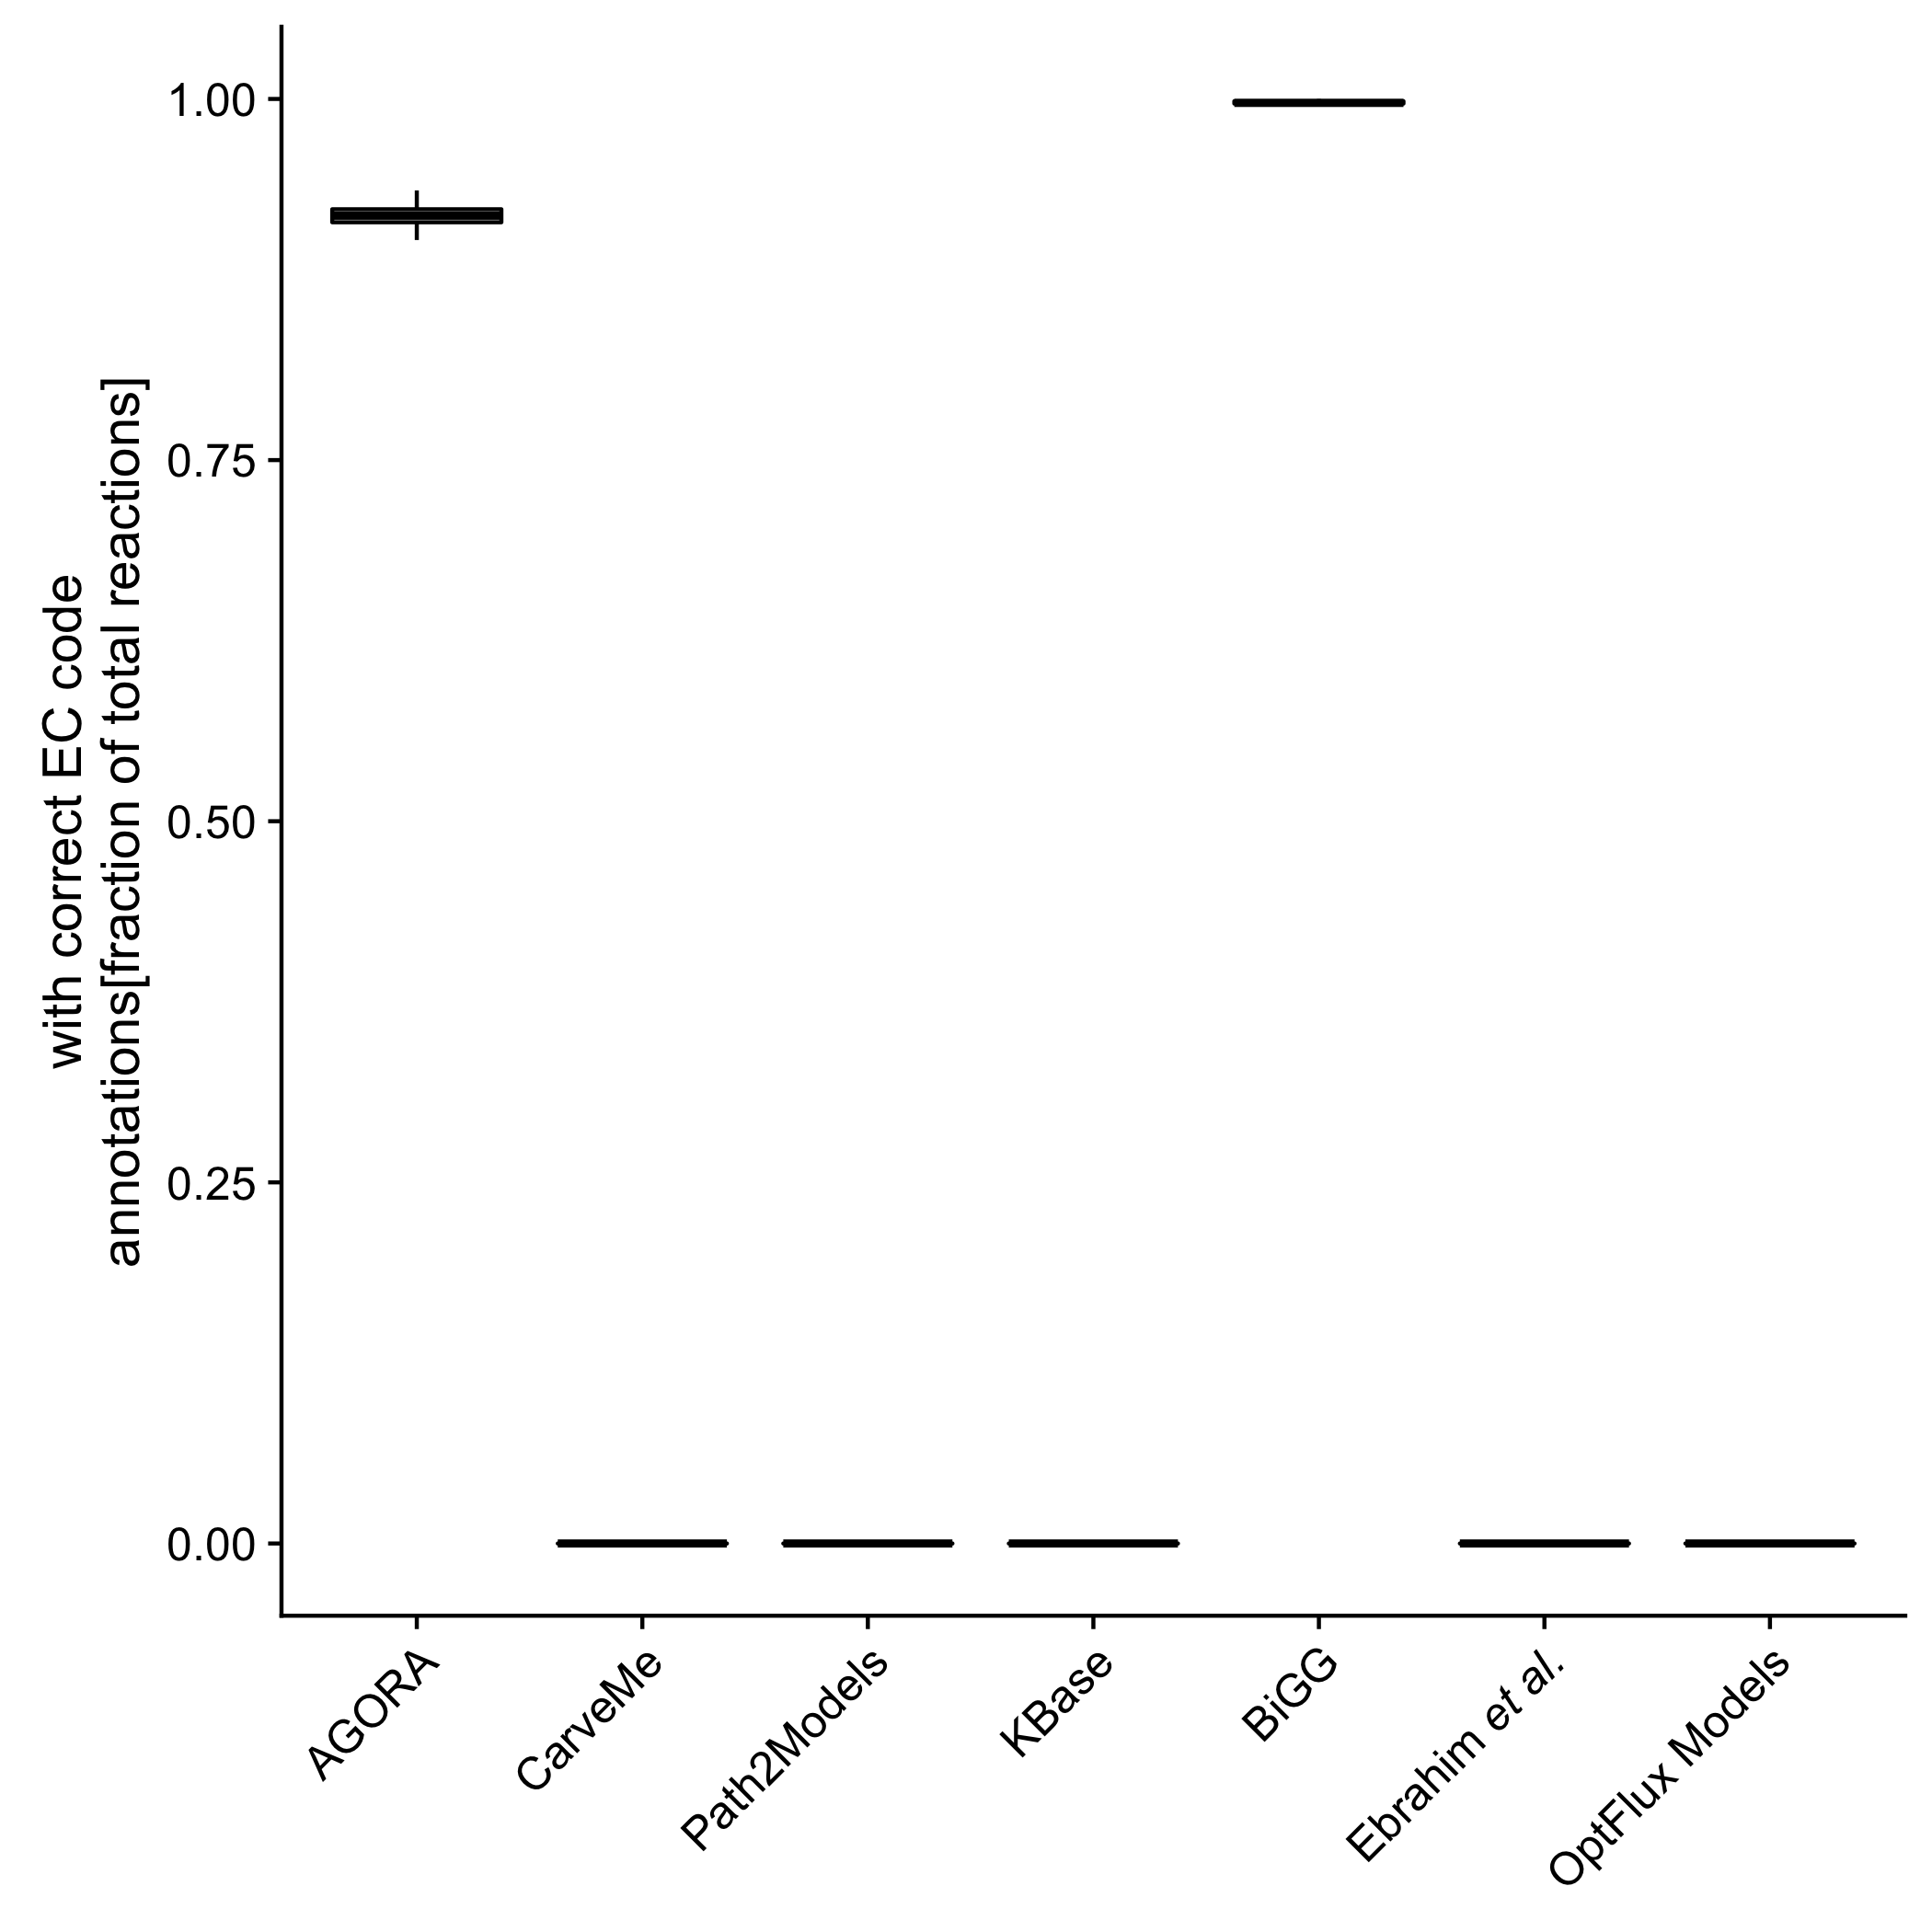 with correct EC code
annotations[fraction of total reactions]
1.00
0.75
0.50
0.25
0.00
AGORA
CarveMe
Path2Models
KBase
BiGG
Ebrahim et al.
OptFlux Models